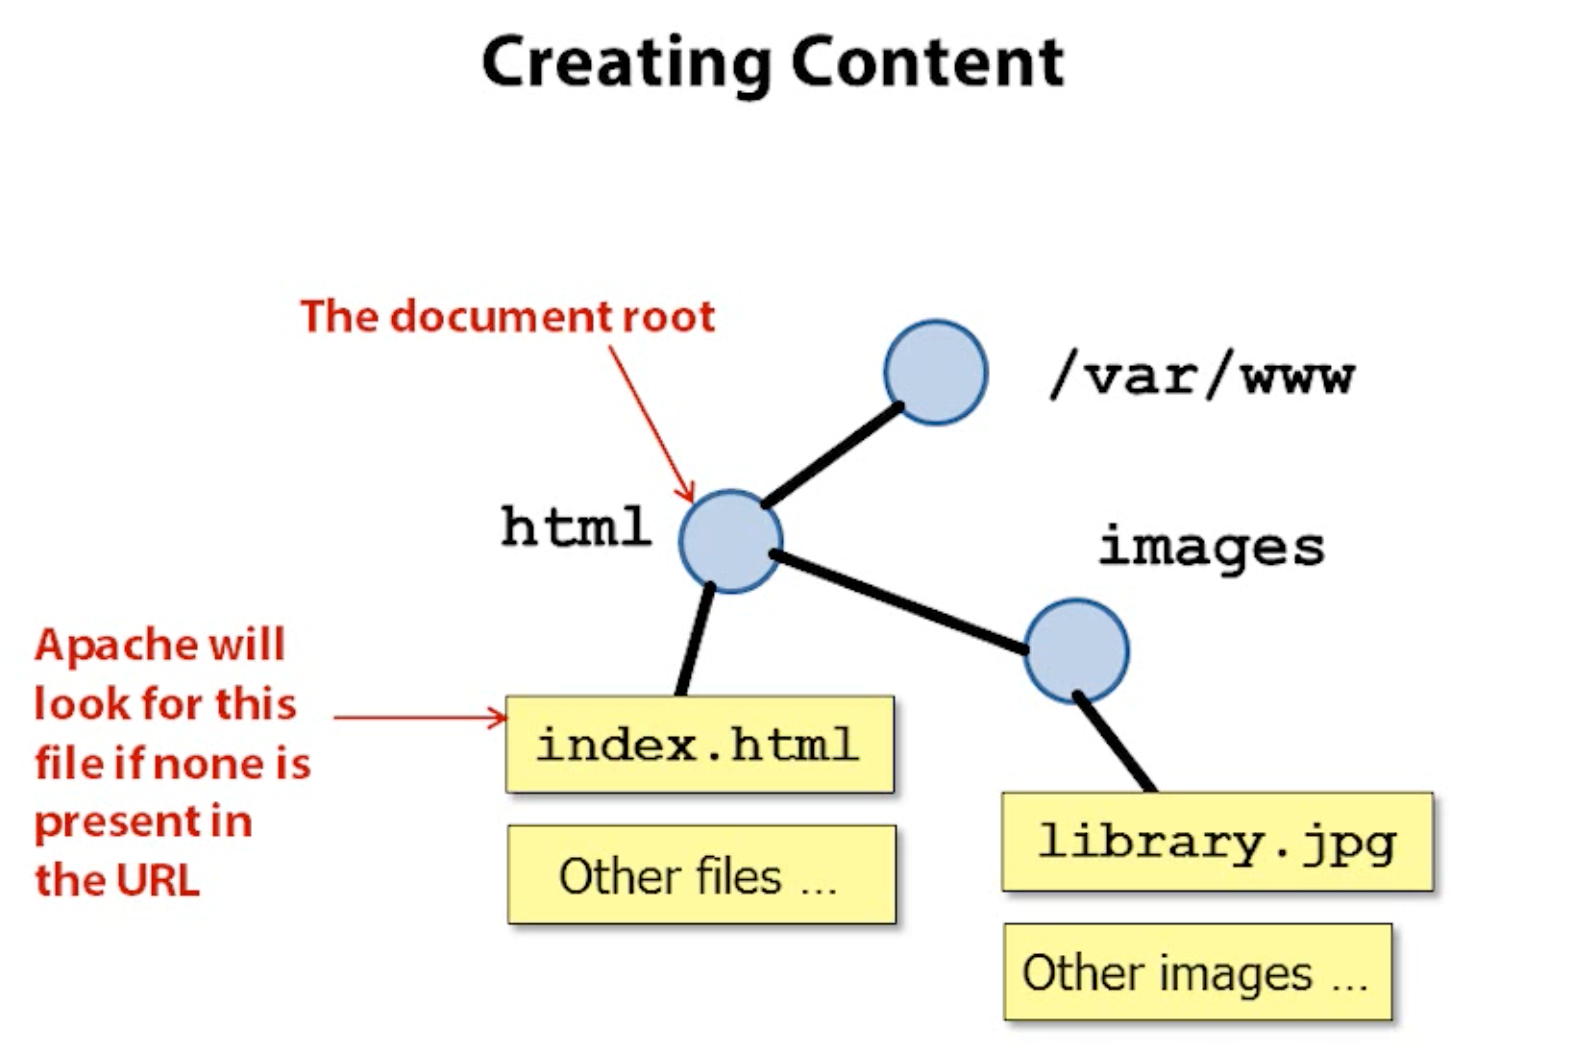 Creating Content
The document root
/var/www
html
images
Apache will
look for this
file if none is
present in
the URL
index.html
Other files ...
library.jpg
Other images ...